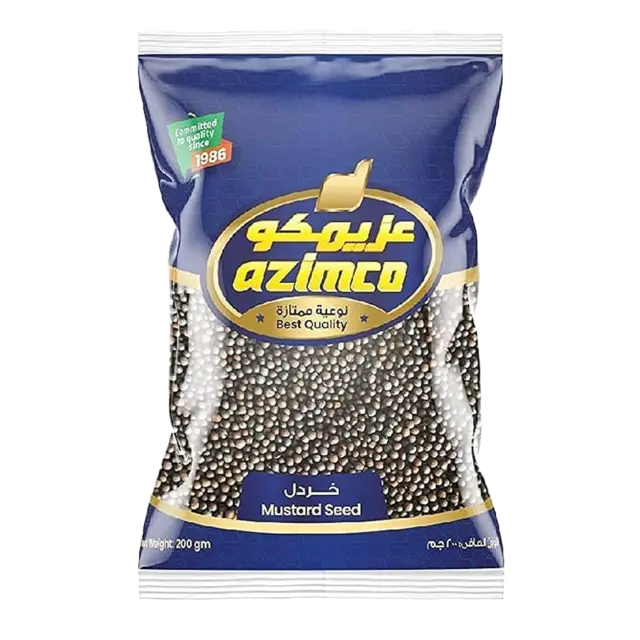 Committed
to quality
since
1986
عزيمكو
azimco
نوعية ممتازة
Best Quality
خردل
Mustard Seed
Weight: 200 gm
الصافي: ٢٠٠ جم